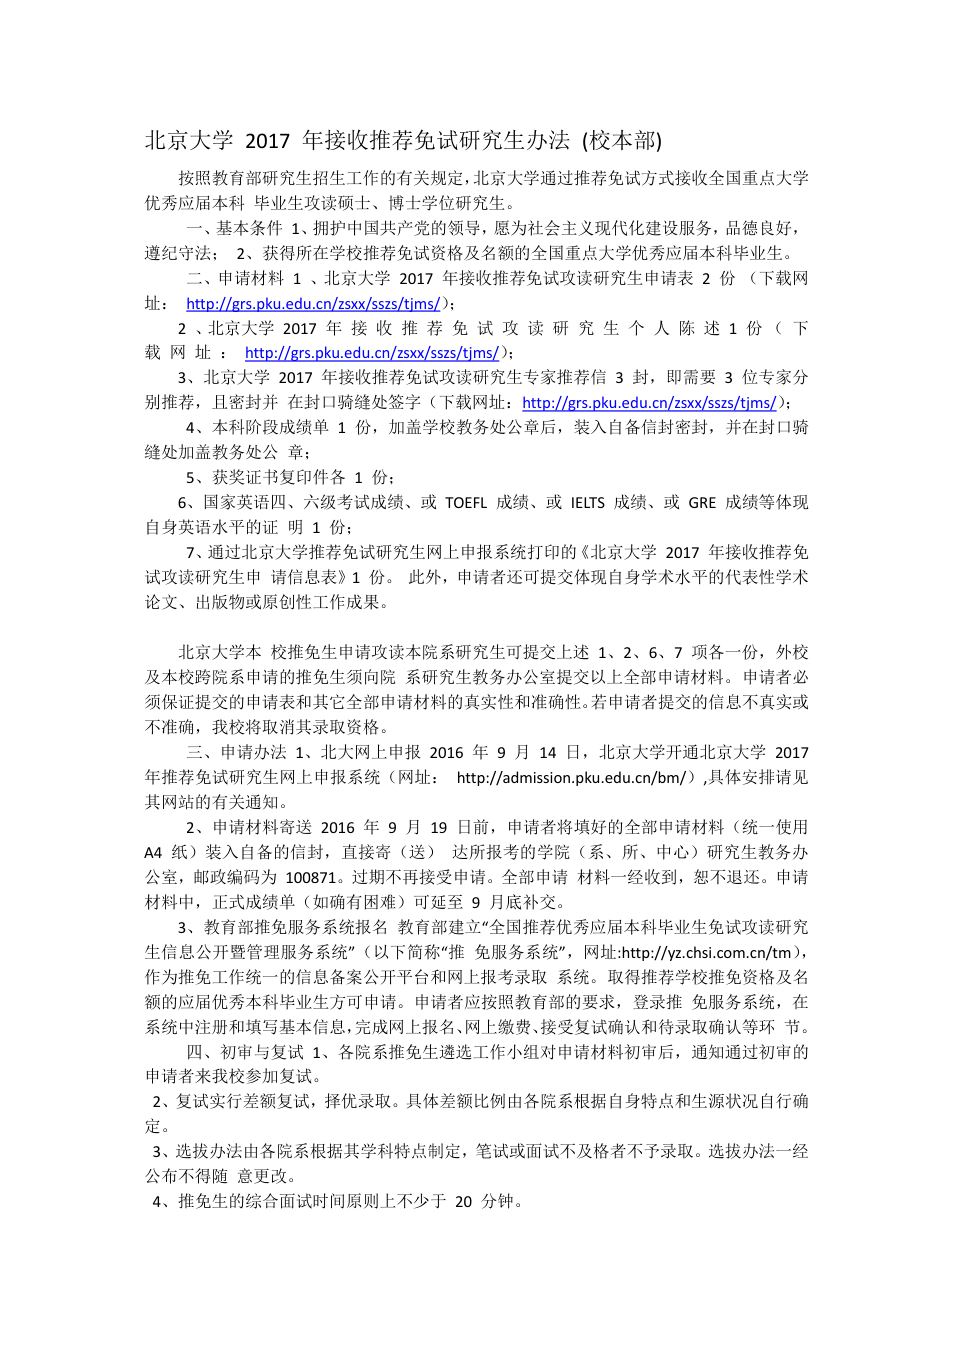 北京大学 2017 年接收推荐免试研究生办法 (校本部)
按照教育部研究生招生工作的有关规定，北京大学通过推荐免试方式接收全国重点大学
优秀应届本科 毕业生攻读硕士、博士学位研究生。
一、基本条件 1、拥护中国共产党的领导，愿为社会主义现代化建设服务，品德良好，
遵纪守法； 2、获得所在学校推荐免试资格及名额的全国重点大学优秀应届本科毕业生。
二、申请材料 1 、北京大学 2017 年接收推荐免试攻读研究生申请表 2 份 （下载网
址： http://grs.pku.edu.cn/zsxx/sszs/tjms/）；
2 、北京大学 2017 年 接 收 推 荐 免 试 攻 读 研 究 生 个 人 陈 述 1 份 （ 下
载 网 址 ： http://grs.pku.edu.cn/zsxx/sszs/tjms/）；
3、北京大学 2017 年接收推荐免试攻读研究生专家推荐信 3 封，即需要 3 位专家分
别推荐，且密封并 在封口骑缝处签字（下载网址：http://grs.pku.edu.cn/zsxx/sszs/tjms/）；
4、本科阶段成绩单 1 份，加盖学校教务处公章后，装入自备信封密封，并在封口骑
缝处加盖教务处公 章；
5、获奖证书复印件各 1 份；
6、国家英语四、六级考试成绩、或 TOEFL 成绩、或 IELTS 成绩、或 GRE 成绩等体现
自身英语水平的证 明 1 份；
7、通过北京大学推荐免试研究生网上申报系统打印的《北京大学 2017 年接收推荐免
试攻读研究生申 请信息表》1 份。 此外，申请者还可提交体现自身学术水平的代表性学术
论文、出版物或原创性工作成果。
北京大学本 校推免生申请攻读本院系研究生可提交上述 1、2、6、7 项各一份，外校
及本校跨院系申请的推免生须向院 系研究生教务办公室提交以上全部申请材料。申请者必
须保证提交的申请表和其它全部申请材料的真实性和准确性。若申请者提交的信息不真实或
不准确，我校将取消其录取资格。
三、申请办法 1、北大网上申报 2016 年 9 月 14 日，北京大学开通北京大学 2017
年推荐免试研究生网上申报系统（网址： http://admission.pku.edu.cn/bm/）,具体安排请见
其网站的有关通知。
2、申请材料寄送 2016 年 9 月 19 日前，申请者将填好的全部申请材料（统一使用
A4 纸）装入自备的信封，直接寄（送） 达所报考的学院（系、所、中心）研究生教务办
公室，邮政编码为 100871。过期不再接受申请。全部申请 材料一经收到，恕不退还。申请
材料中，正式成绩单（如确有困难）可延至 9 月底补交。
3、教育部推免服务系统报名 教育部建立“全国推荐优秀应届本科毕业生免试攻读研究
生信息公开暨管理服务系统”（以下简称“推 免服务系统”，网址:http://yz.chsi.com.cn/tm），
作为推免工作统一的信息备案公开平台和网上报考录取 系统。取得推荐学校推免资格及名
额的应届优秀本科毕业生方可申请。申请者应按照教育部的要求，登录推 免服务系统，在
系统中注册和填写基本信息，完成网上报名、网上缴费、接受复试确认和待录取确认等环 节。
四、初审与复试 1、各院系推免生遴选工作小组对申请材料初审后，通知通过初审的
申请者来我校参加复试。
2、复试实行差额复试，择优录取。具体差额比例由各院系根据自身特点和生源状况自行确
定。
3、选拔办法由各院系根据其学科特点制定，笔试或面试不及格者不予录取。选拔办法一经
公布不得随 意更改。
4、推免生的综合面试时间原则上不少于 20 分钟。